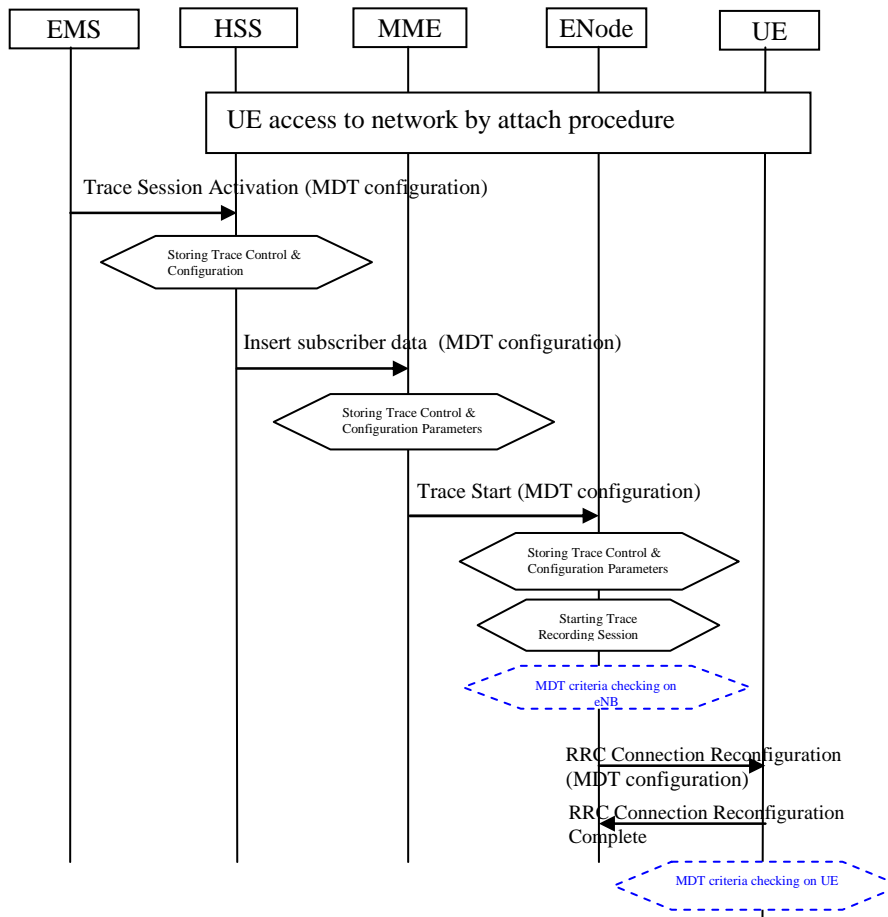 EMS
HSS
MME
ENode
UE
UE access to network by attach procedure
Trace Session Activation (MDT configuration)
Storing Trace Control &
Configuration
Insert subscriber data (MDT configuration)
Storing Trace Control &
Configuration Parameters
Trace Start (MDT configuration)
Storing Trace Control &
Configuration Parameters
Starting Trace
Recording Session
MDT criteria checking on
eNB
RRC Connection Reconfiguration
(MDT configuration)
RRC Connection Reconfiguration
Complete
MDT criteria checking on UE